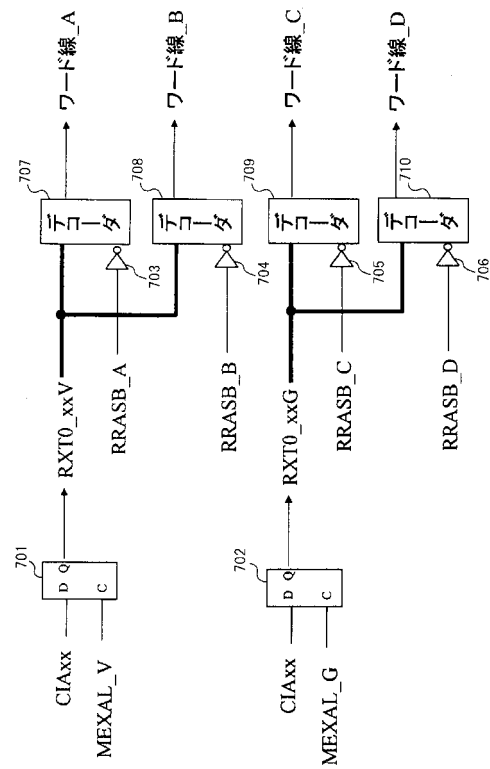 CIAxx
MEXAL_V
701
D Q
C
RXT0_xxV
RRASB_A
703
707
デコーダ
ワード線_A
RRASB_B
704
708
デコーダ
ワード線_B
CIAxx
MEXAL_G
702
D Q
C
RXT0_xxG
RRASB_C
705
709
デコーダ
ワード線_C
RRASB_D
706
710
デコーダ
ワード線_D